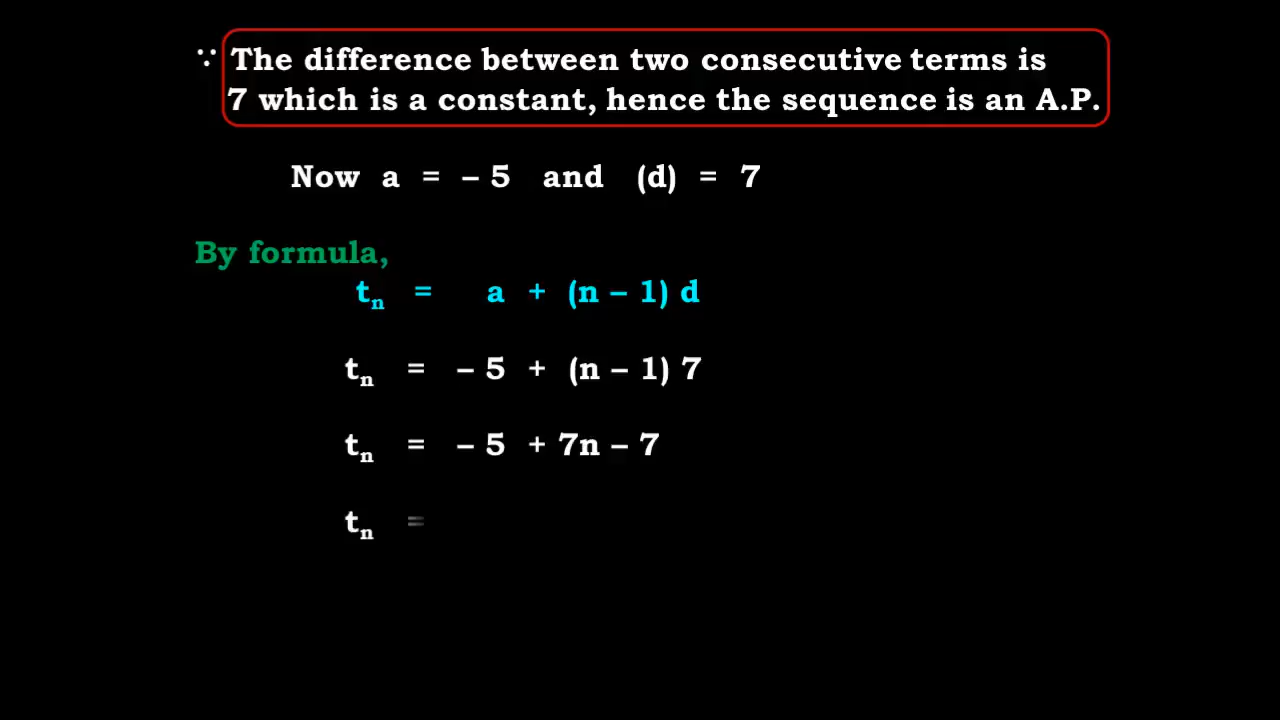 ∵ The difference between two consecutive terms is
7 which is a constant, hence the sequence is an A.P.
Now a = – 5 and (d) = 7
By formula,
tₙ = a + (n – 1) d
tₙ = – 5 + (n – 1) 7
tₙ = – 5 + 7n – 7
tₙ =